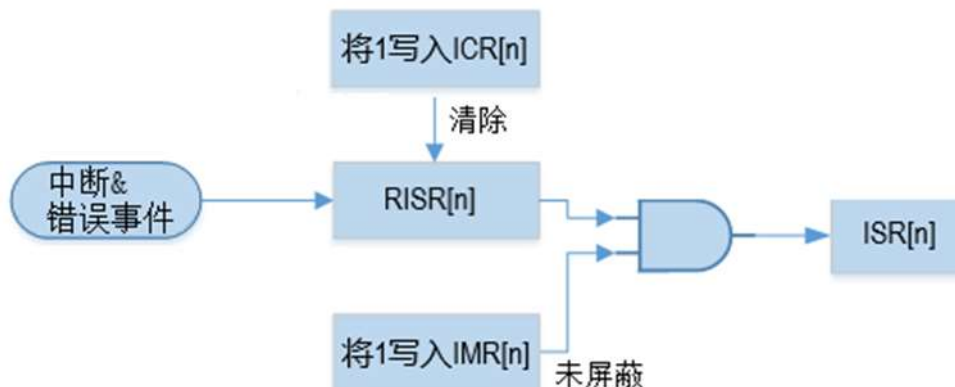 将1写入ICR[n]
清除
中断&
错误事件
RISR[n]
ISR[n]
将1写入IMR[n]
未屏蔽